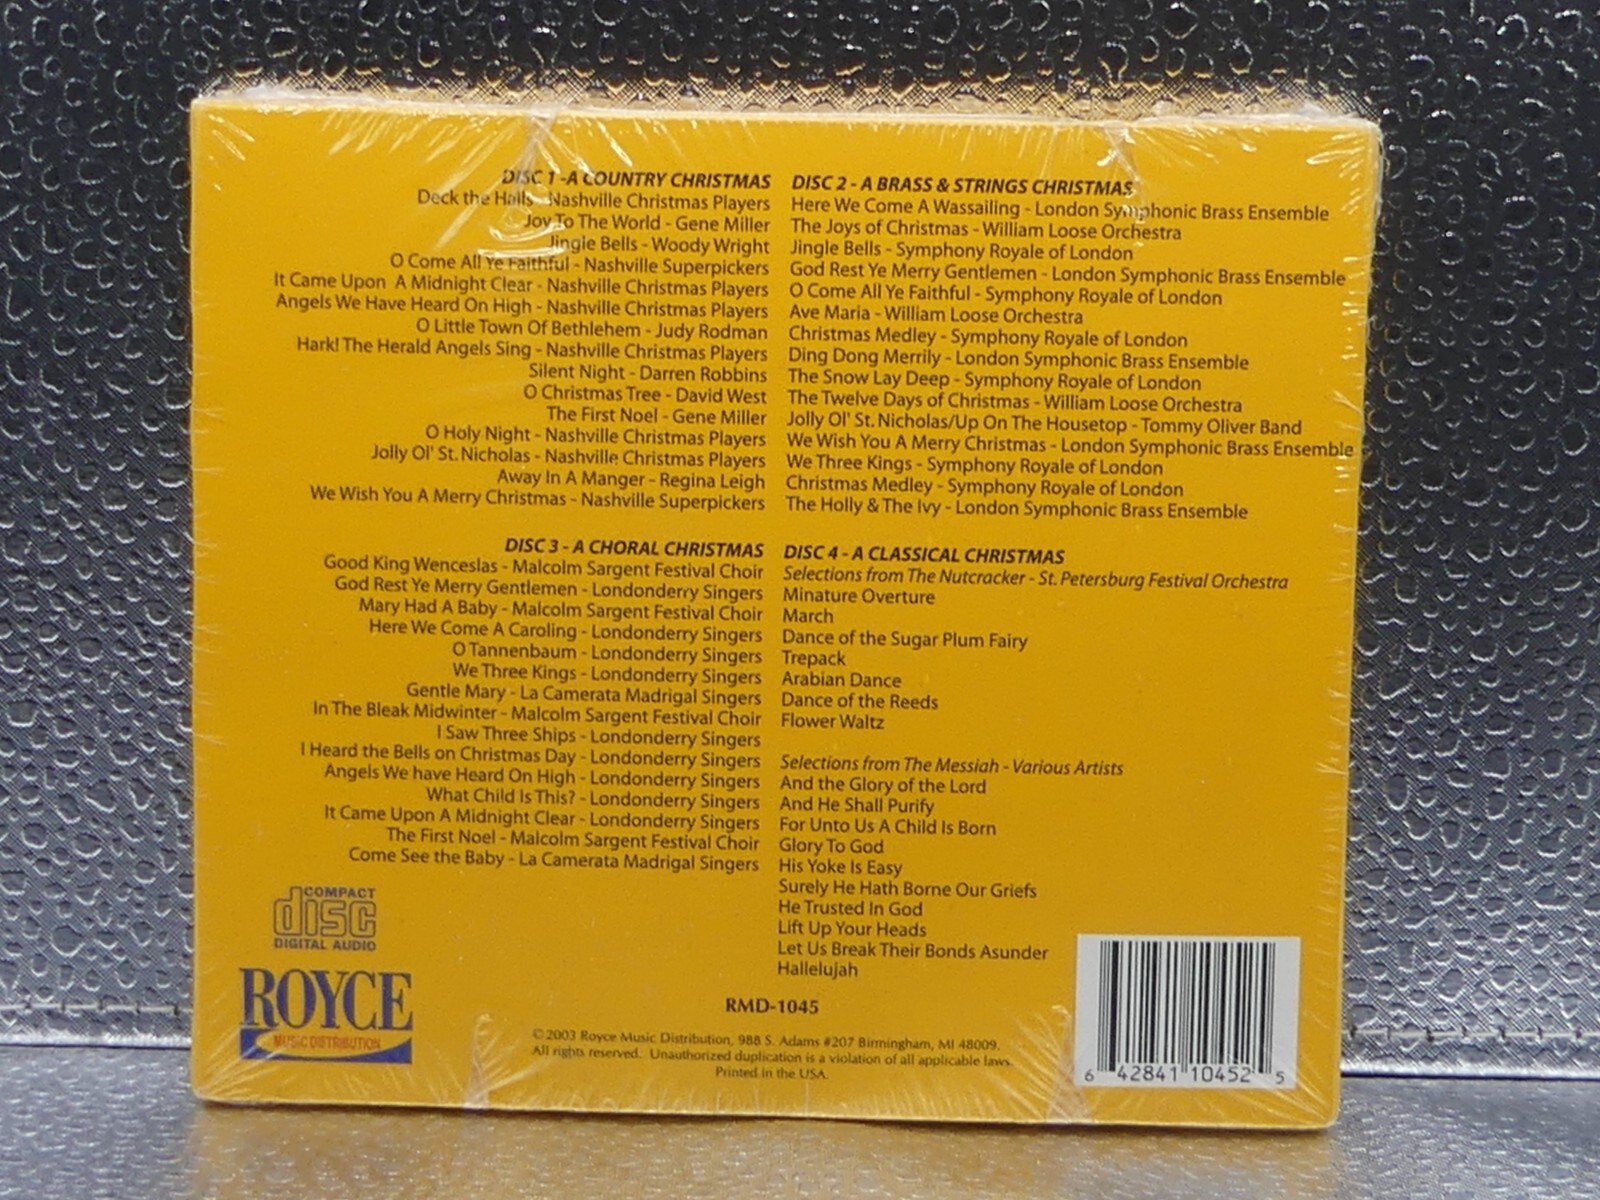 DISC 1 -A COUNTRY CHRISTMAS
Deck the Halls - Nashville Christmas Players
Joy To The World - Gene Miller
Jingle Bells - Woody Wright
O Come All Ye Faithful - Nashville Superpickers
It Came Upon A Midnight Clear - Nashville Christmas Players
Angels We Have Heard On High - Nashville Christmas Players
O Little Town Of Bethlehem - Judy Rodman
Hark! The Herald Angels Sing - Nashville Christmas Players
Silent Night - Darren Robbins
O Christmas Tree - David West
The First Noel - Gene Miller
O Holy Night - Nashville Christmas Players
Jolly Ol' St. Nicholas - Nashville Christmas Players
Away In A Manger - Regina Leigh
We Wish You A Merry Christmas - Nashville Superpickers
DISC 2 - A BRASS & STRINGS CHRISTMAS
Here We Come A Wassailing - London Symphonic Brass Ensemble
The Joys of Christmas - William Loose Orchestra
Jingle Bells - Symphony Royale of London
God Rest Ye Merry Gentlemen - London Symphonic Brass Ensemble
O Come All Ye Faithful - Symphony Royale of London
Ave Maria - William Loose Orchestra
Christmas Medley - Symphony Royale of London
Ding Dong Merrily - London Symphonic Brass Ensemble
The Snow Lay Deep - Symphony Royale of London
The Twelve Days of Christmas - William Loose Orchestra
Jolly Ol' St. Nicholas/Up On The Housetop - Tommy Oliver Band
We Wish You A Merry Christmas - London Symphonic Brass Ensemble
We Three Kings - Symphony Royale of London
Christmas Medley - Symphony Royale of London
The Holly & The Ivy - London Symphonic Brass Ensemble
DISC 3 - A CHORAL CHRISTMAS
Good King Wenceslas - Malcolm Sargent Festival Choir
God Rest Ye Merry Gentlemen - Londonderry Singers
Mary Had A Baby - Malcolm Sargent Festival Choir
Here We Come A Caroling - Londonderry Singers
O Tannenbaum - Londonderry Singers
We Three Kings - Londonderry Singers
Gentle Mary - La Camerata Madrigal Singers
In The Bleak Midwinter - Malcolm Sargent Festival Choir
I Saw Three Ships - Londonderry Singers
I Heard the Bells on Christmas Day - Londonderry Singers
Angels We have Heard On High - Londonderry Singers
What Child Is This? - Londonderry Singers
It Came Upon A Midnight Clear - Londonderry Singers
The First Noel - Malcolm Sargent Festival Choir
Come See the Baby - La Camerata Madrigal Singers
DISC 4 - A CLASSICAL CHRISTMAS
Selections from The Nutcracker - St. Petersburg Festival Orchestra
Minature Overture
March
Dance of the Sugar Plum Fairy
Trepack
Arabian Dance
Dance of the Reeds
Flower Waltz
Selections from The Messiah - Various Artists
And the Glory of the Lord
And He Shall Purify
For Unto Us A Child Is Born
Glory To God
His Yoke Is Easy
Surely He Hath Borne Our Griefs
He Trusted In God
Lift Up Your Heads
Let Us Break Their Bonds Asunder
Hallelujah
COMPACT
disc
DIGITAL AUDIO
ROYCE
MUSIC DISTRIBUTION
RMD-1045
©2003 Royce Music Distribution, 988 S. Adams #207 Birmingham, MI 48009.
All rights reserved. Unauthorized duplication is a violation of all applicable laws.
Printed in the USA.
6 42841 10452 5